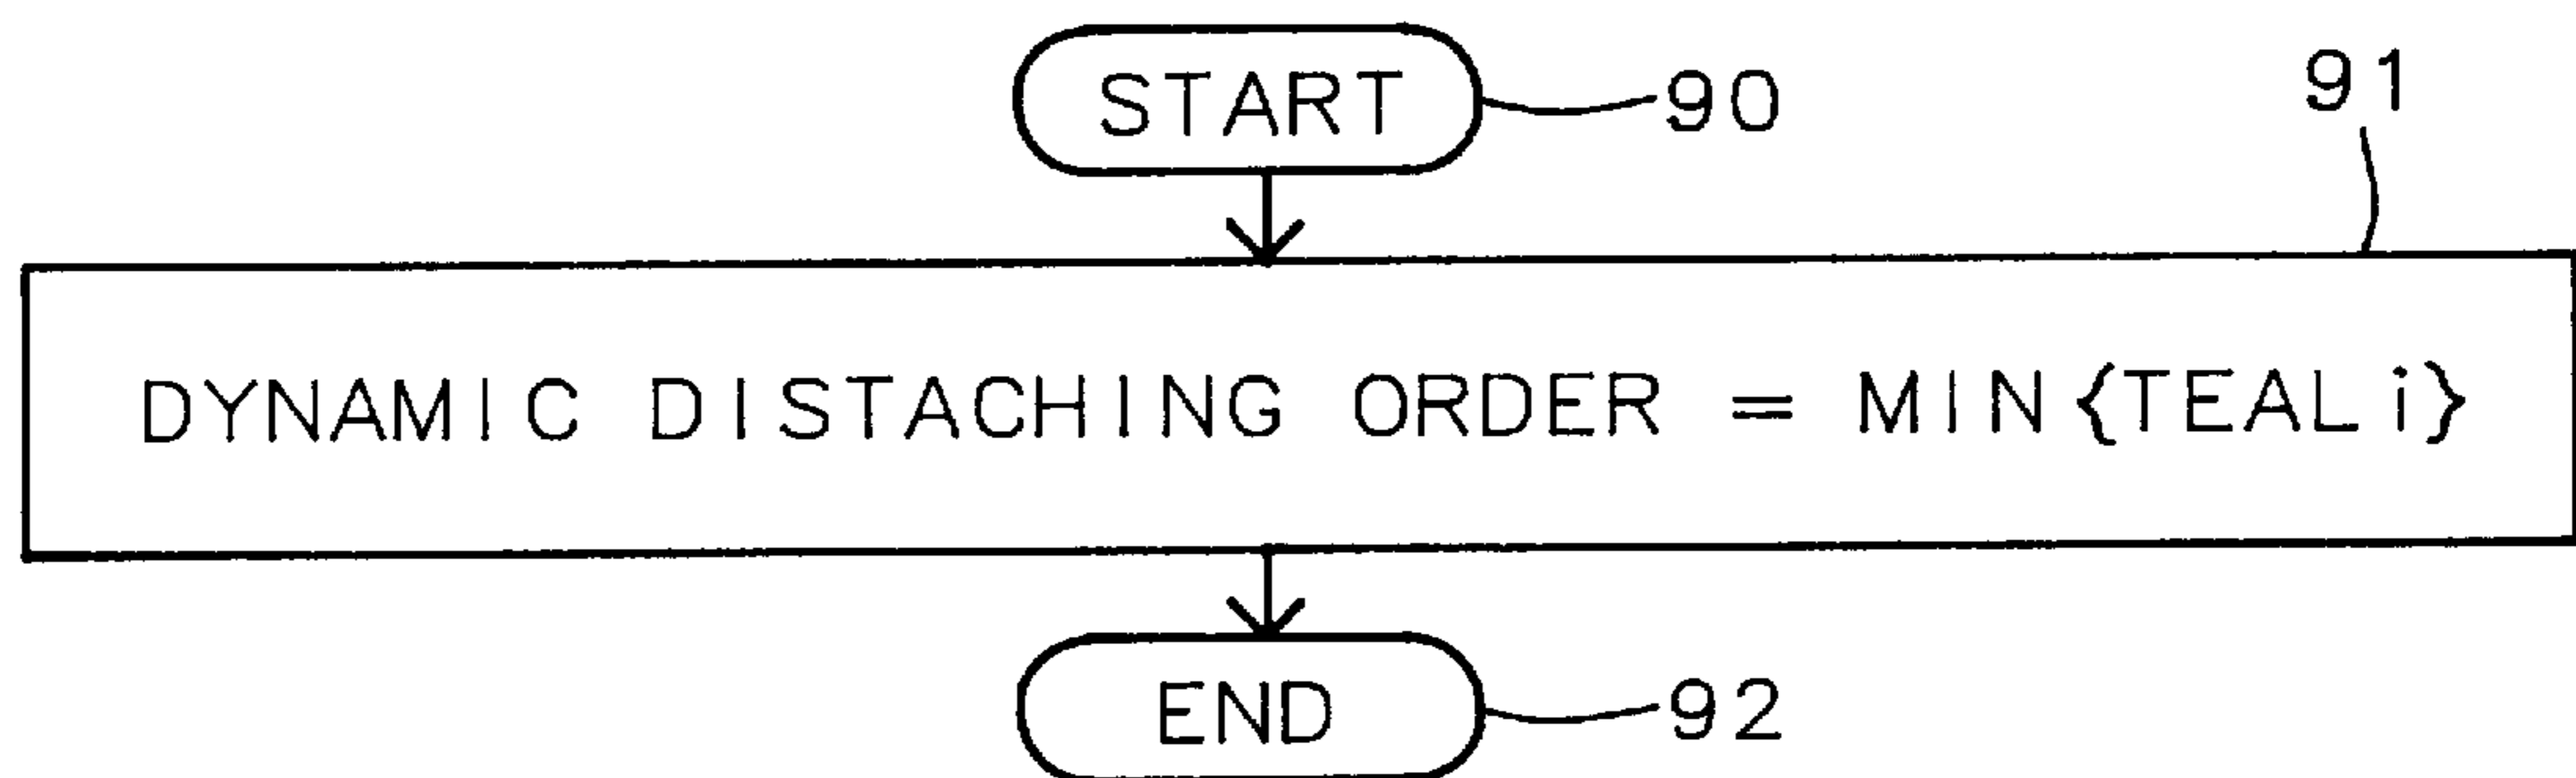 START
90
91
DYNAMIC DISTACHING ORDER = MIN{TEALi}
END
92